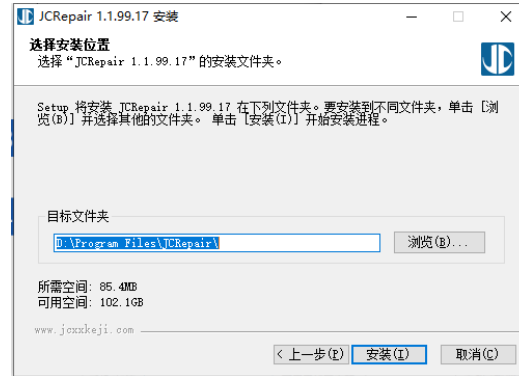 JCRepair 1.1.99.17 安装
选择安装位置
选择“JCRepair 1.1.99.17”的安装文件夹。
Setup 将安装 JCRepair 1.1.99.17 在下列文件夹。要安装到不同文件夹，单击 [浏
览(B)] 并选择其他的文件夹。 单击 [安装(I)] 开始安装进程。
目标文件夹
D:\Program Files\JCRepair\
浏览(B)...
所需空间: 85.4MB
可用空间: 102.1GB
www.jcxxkeji.com
< 上一步(P)
安装(I)
取消(C)